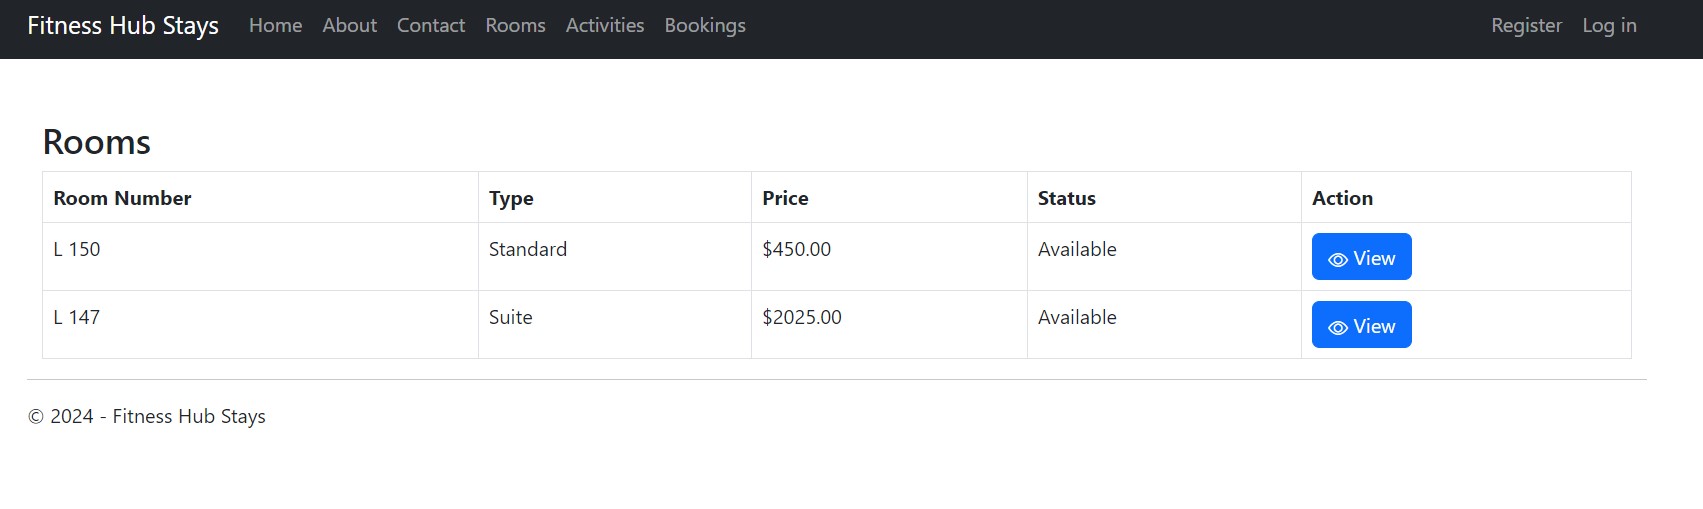 Fitness Hub Stays Home About Contact Rooms Activities Bookings Register Log in
Rooms
Room Number Type Price Status Action
L 150 Standard $450.00 Available View
L 147 Suite $2025.00 Available View
© 2024 - Fitness Hub Stays